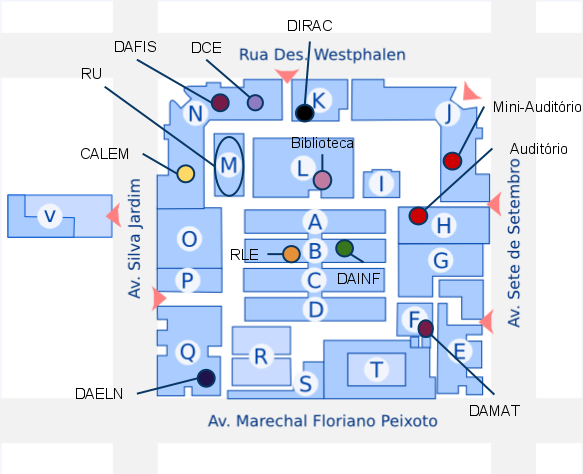 DIRAC
DAFIS
DCE
Rua Des. Westphalen
RU
K
N
J
Mini-Auditório
Biblioteca
Auditório
CALEM
M
L
I
V
Av. Silva Jardim
Av. Sete de Setembro
A
H
O
B
RLE
G
DAINF
P
C
D
F
Q
R
E
T
S
DAELN
DAMAT
Av. Marechal Floriano Peixoto